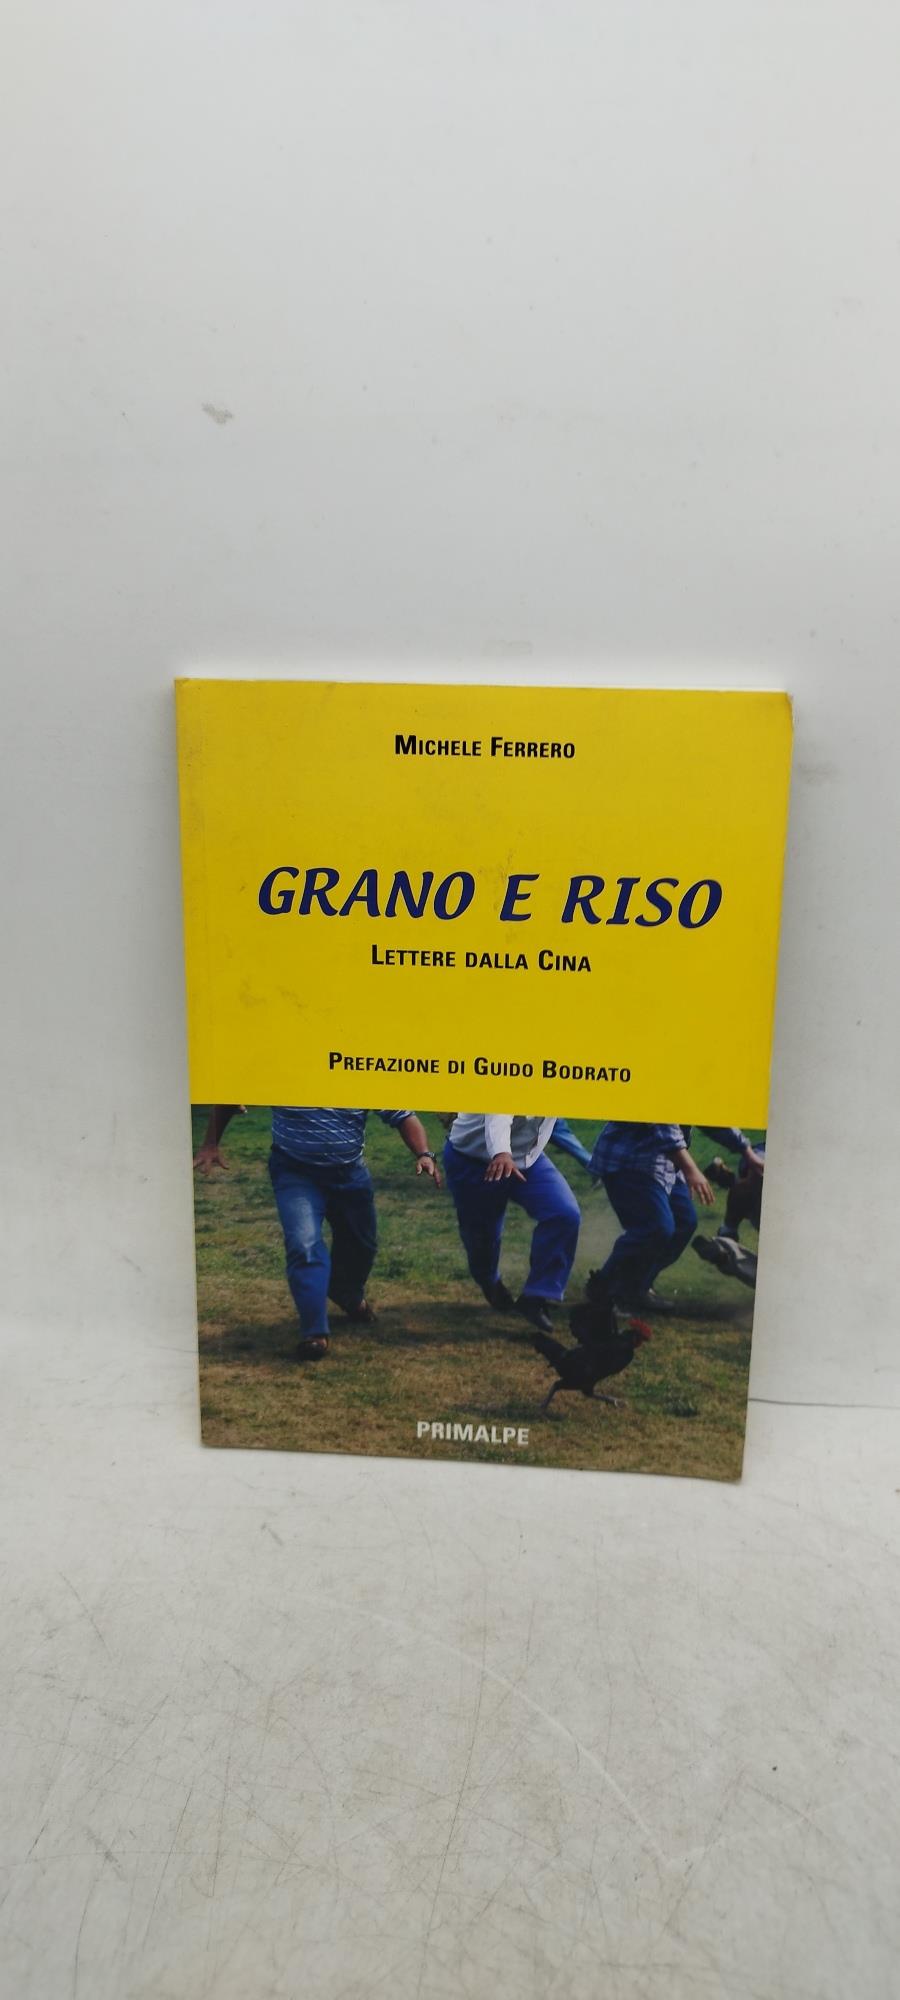 MICHELE FERRERO
GRANO E RISO
LETTERE DALLA CINA
PREFAZIONE DI GUIDO BODRATO
PRIMALPE